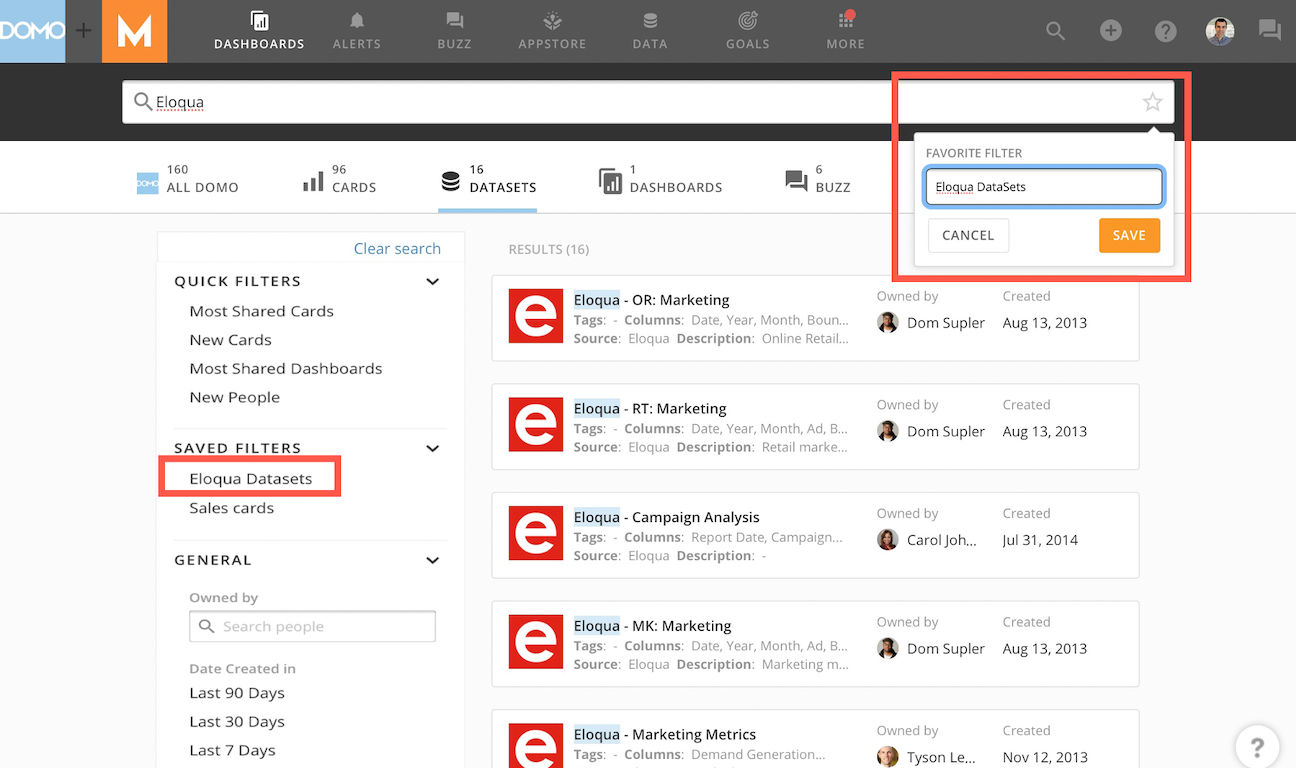 DOMO
+
M
DASHBOARDS
ALERTS
BUZZ
APPSTORE
DATA
GOALS
MORE
?
Eloqua
FAVORITE FILTER
Eloqua DataSets
CANCEL
SAVE
160
DOMO
ALL DOMO
96
CARDS
16
DATASETS
1
DASHBOARDS
6
BUZZ
Clear search
QUICK FILTERS
Most Shared Cards
New Cards
Most Shared Dashboards
New People
SAVED FILTERS
Eloqua Datasets
Sales cards
GENERAL
Owned by
Search people
Date Created in
Last 90 Days
Last 30 Days
Last 7 Days
RESULTS (16)
e
Eloqua - OR: Marketing
Tags: - Columns: Date, Year, Month, Boun...
Source: Eloqua Description: Online Retail...
Owned by
Dom Supler
Created
Aug 13, 2013
e
Eloqua - RT: Marketing
Tags: - Columns: Date, Year, Month, Ad, B...
Source: Eloqua Description: Retail marke...
Owned by
Dom Supler
Created
Aug 13, 2013
e
Eloqua - Campaign Analysis
Tags: - Columns: Report Date, Campaign...
Source: Eloqua Description: -
Owned by
Carol Joh...
Created
Jul 31, 2014
e
Eloqua - MK: Marketing
Tags: - Columns: Date, Year, Month, Ad, B...
Source: Eloqua Description: Marketing m...
Owned by
Dom Supler
Created
Aug 13, 2013
e
Eloqua - Marketing Metrics
Tags: - Columns: Demand Generation...
Owned by
Tyson Le...
Created
Nov 12, 2013
?